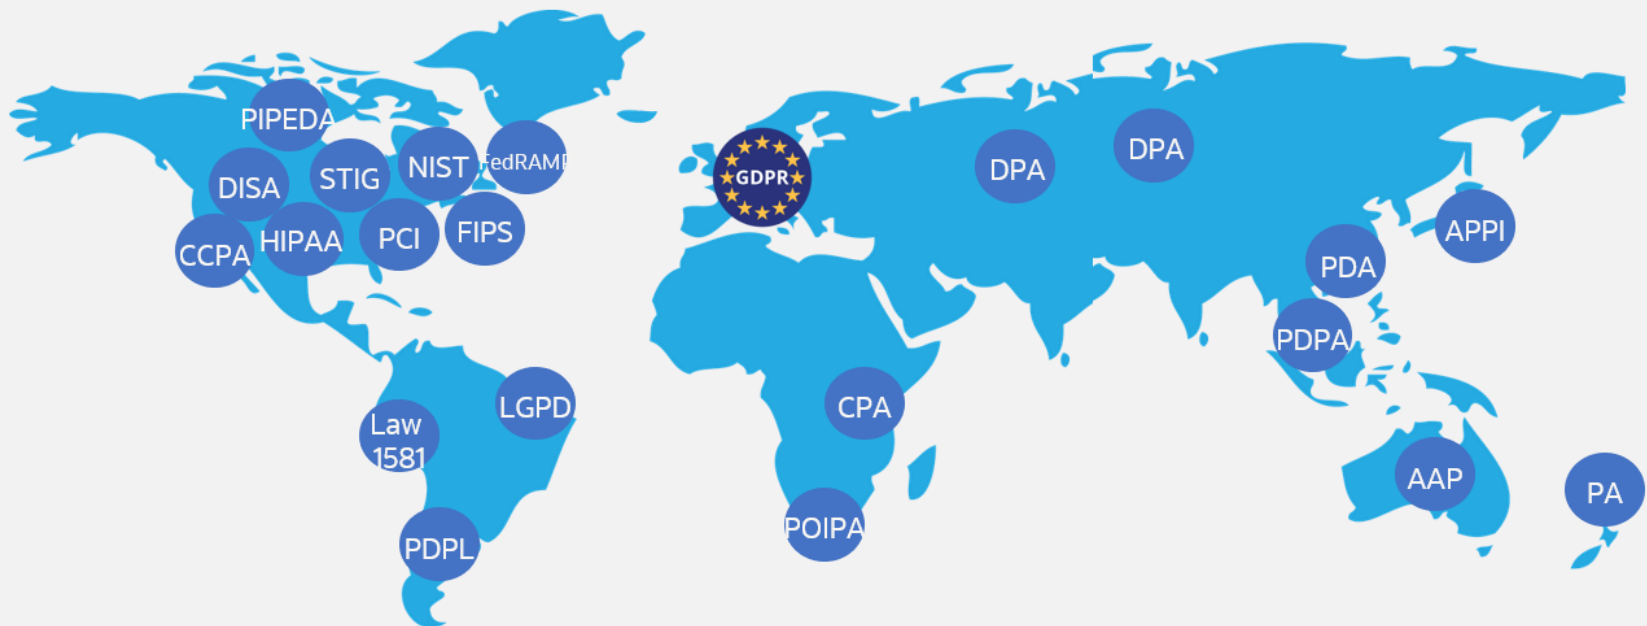 PIPEDA
DISA
STIG
NIST
FedRAMP
CCPA
HIPAA
PCI
FIPS
GDPR
DPA
DPA
APPI
PDA
PDPA
LGPD
Law
1581
CPA
AAP
PA
POIPA
PDPL